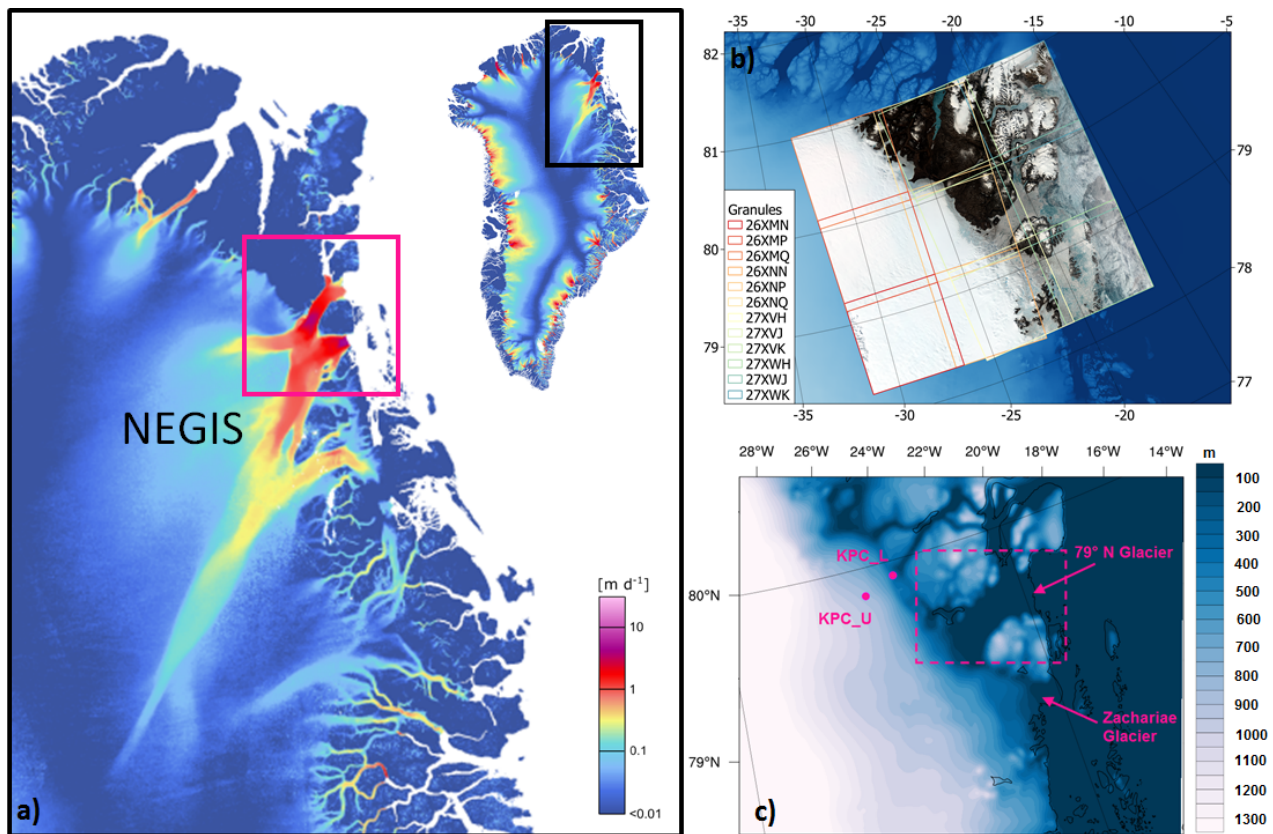 NEGIS
[m d⁻¹]
10
1
0.1
<0.01
a)
-35
-30
-25
-20
-15
-10
-5
b)
82
81
80
79
79
78
77
Granules
26XMN
26XMP
26XMQ
26XNN
26XNP
26XNQ
27XVH
27XVJ
27XVK
27XWH
27XWJ
27XWK
-35
-30
-25
-20
28°W
26°W
24°W
22°W
20°W
18°W
16°W
14°W
m
80°N
79°N
KPC_L
KPC_U
79° N Glacier
Zachariae
Glacier
c)
100
200
300
400
500
600
700
800
900
1000
1100
1200
1300